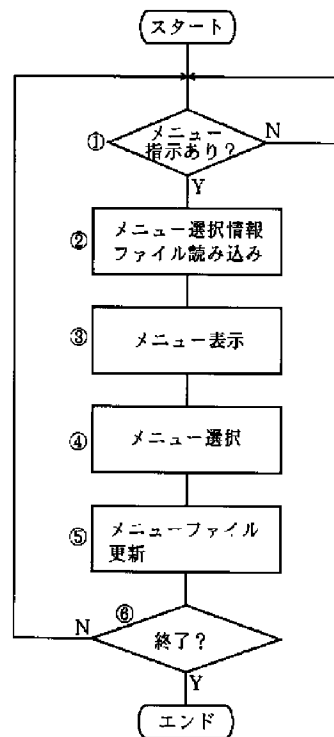 スタート
①
メニュー
指示あり？
N
Y
②
メニュー選択情報
ファイル読み込み
③
メニュー表示
④
メニュー選択
⑤
メニューファイル
更新
⑥
N
終了？
Y
エンド